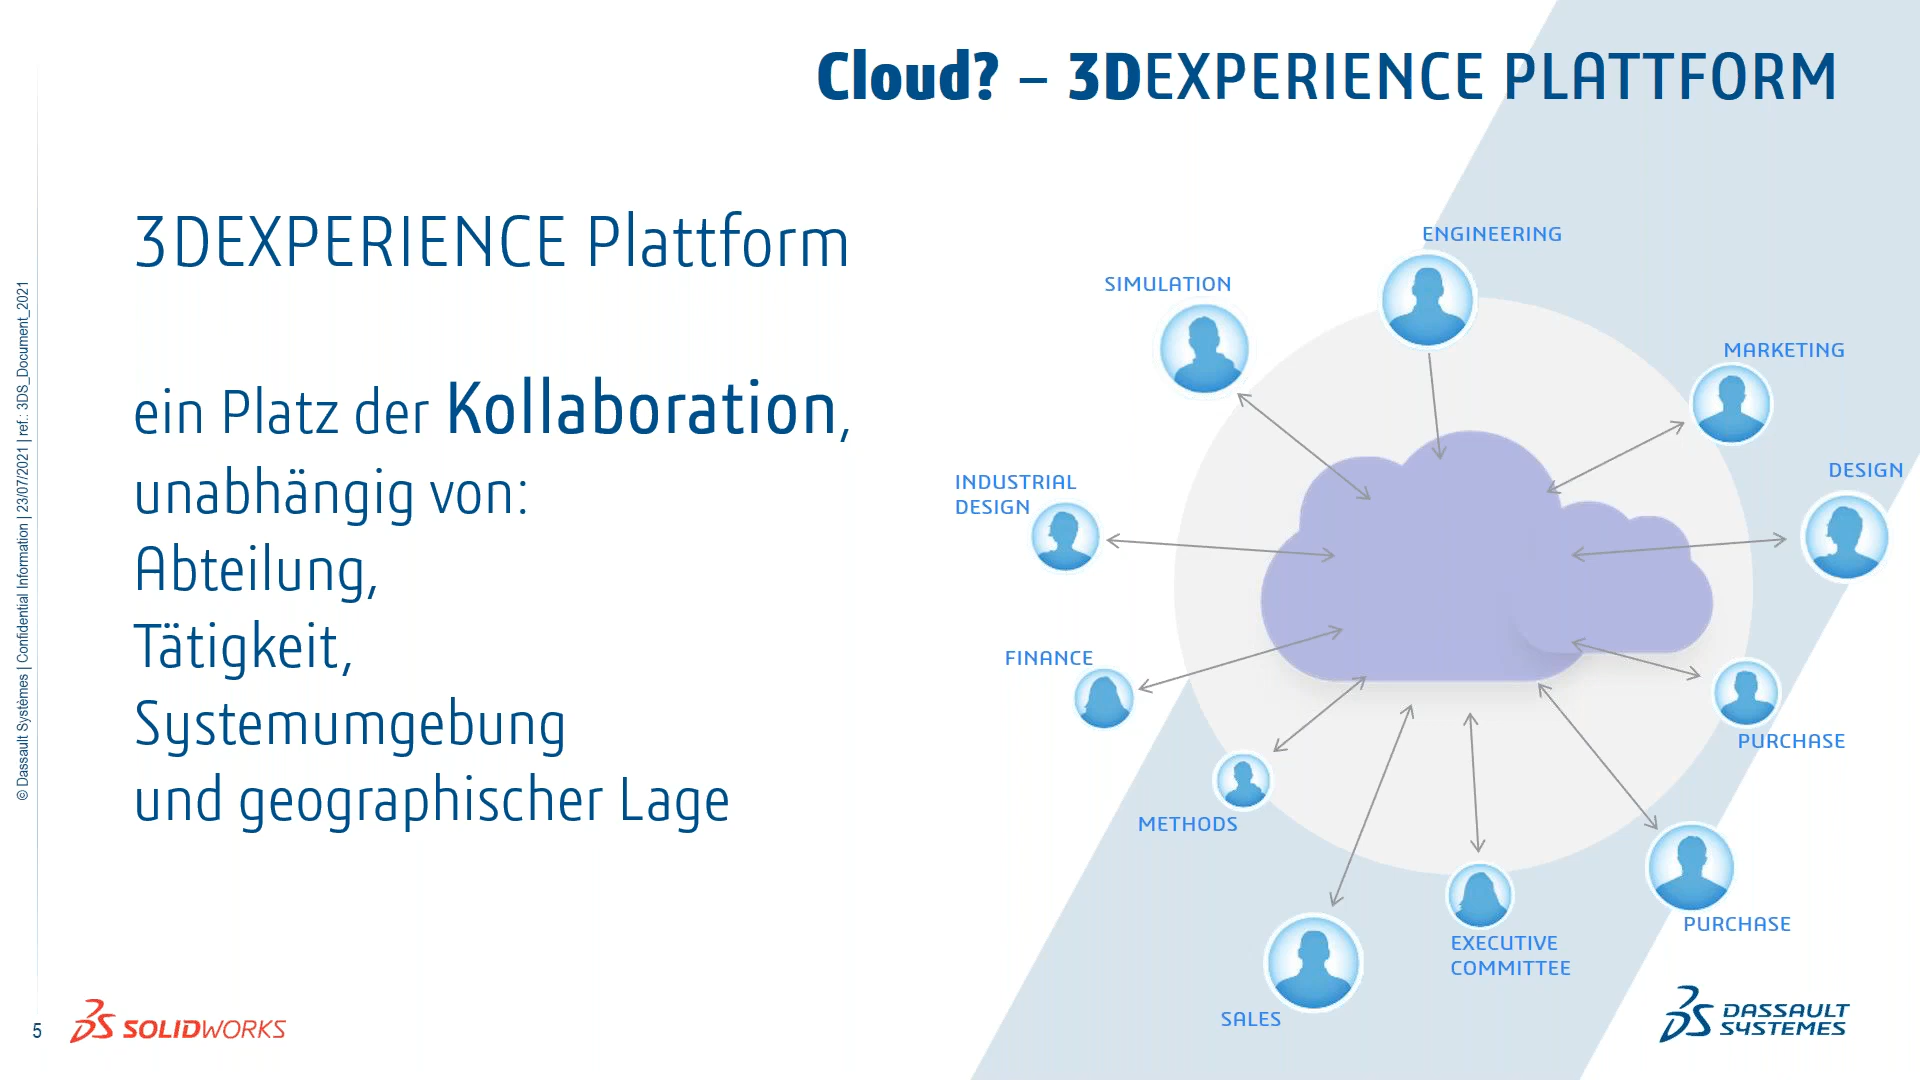 Cloud? – 3DEXPERIENCE PLATTFORM
3DEXPERIENCE Plattform
ein Platz der Kollaboration,
unabhängig von:
Abteilung,
Tätigkeit,
Systemumgebung
und geographischer Lage
ENGINEERING
SIMULATION
MARKETING
DESIGN
INDUSTRIAL
DESIGN
FINANCE
PURCHASE
METHODS
PURCHASE
EXECUTIVE
COMMITTEE
SALES
© Dassault Systèmes | Confidential Information | 23/07/2021 | ref.: 3DS_Document_2021
5
3DS SOLIDWORKS
3DS DASSAULT
SYSTEMES